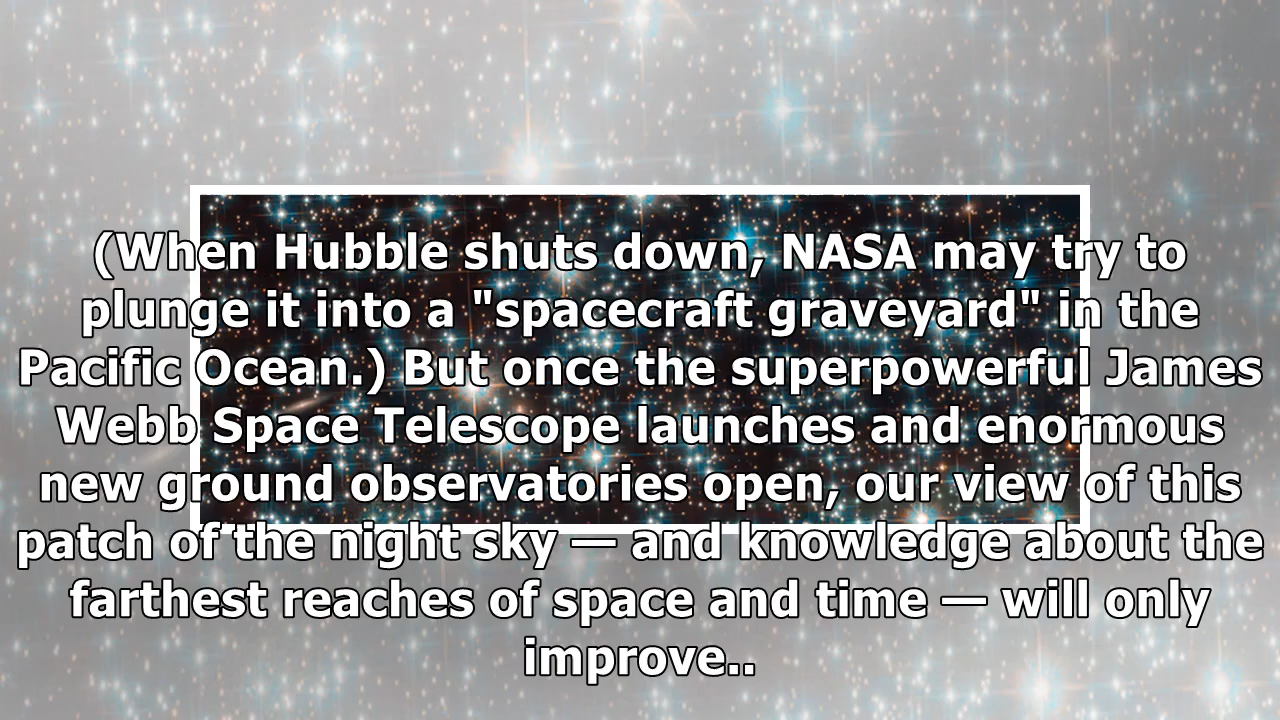 (When Hubble shuts down, NASA may try to
plunge it into a "spacecraft graveyard" in the
Pacific Ocean.) But once the superpowerful James
Webb Space Telescope launches and enormous
new ground observatories open, our view of this
patch of the night sky — and knowledge about the
farthest reaches of space and time — will only
improve..